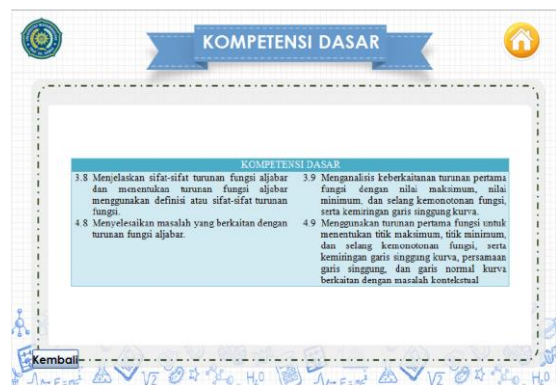 KOMPETENSI DASAR
KOMPETENSI DASAR
3.8 Menjelaskan sifat-sifat turunan fungsi aljabar
dan menentukan turunan fungsi aljabar
menggunakan definisi atau sifat-sifat turunan
fungsi.
4.8 Menyelesaikan masalah yang berkaitan dengan
turunan fungsi aljabar.
3.9 Menganalisis keberkaitanan turunan pertama
fungsi dengan nilai maksimum, nilai
minimum, dan selang kemonotonan fungsi,
serta kemiringan garis singgung kurva.
4.9 Menggunakan turunan pertama fungsi untuk
menentukan titik maksimum, titik minimum,
dan selang kemonotonan fungsi, serta
kemiringan garis singgung kurva, persamaan
garis singgung, dan garis normal kurva
berkaitan dengan masalah kontekstual
Kembali